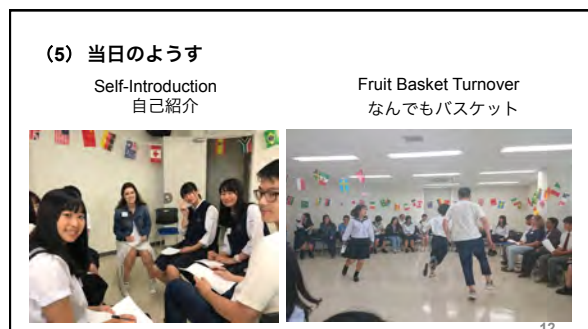 （5） 当日のようす
Self-Introduction
自己紹介
Fruit Basket Turnover
なんでもバスケット
12